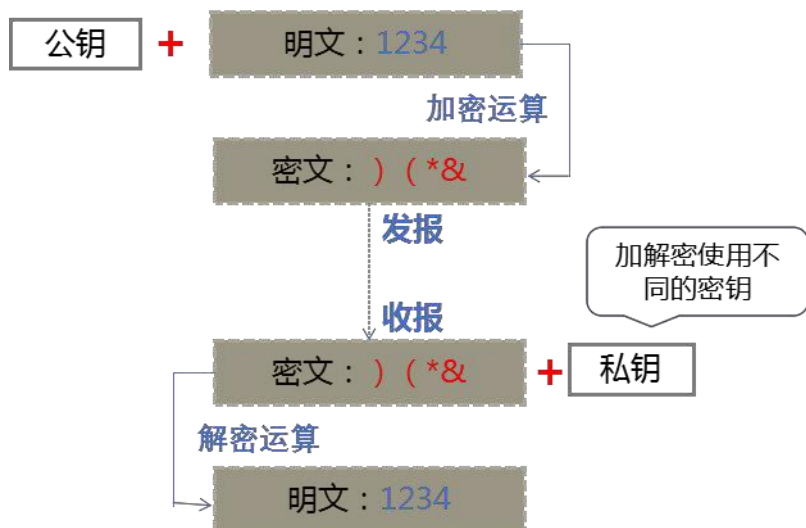 公钥 + 明文：1234
加密运算
密文：）（*&
发报
加解密使用不
同的密钥
收报
密文：）（*& + 私钥
解密运算
明文：1234